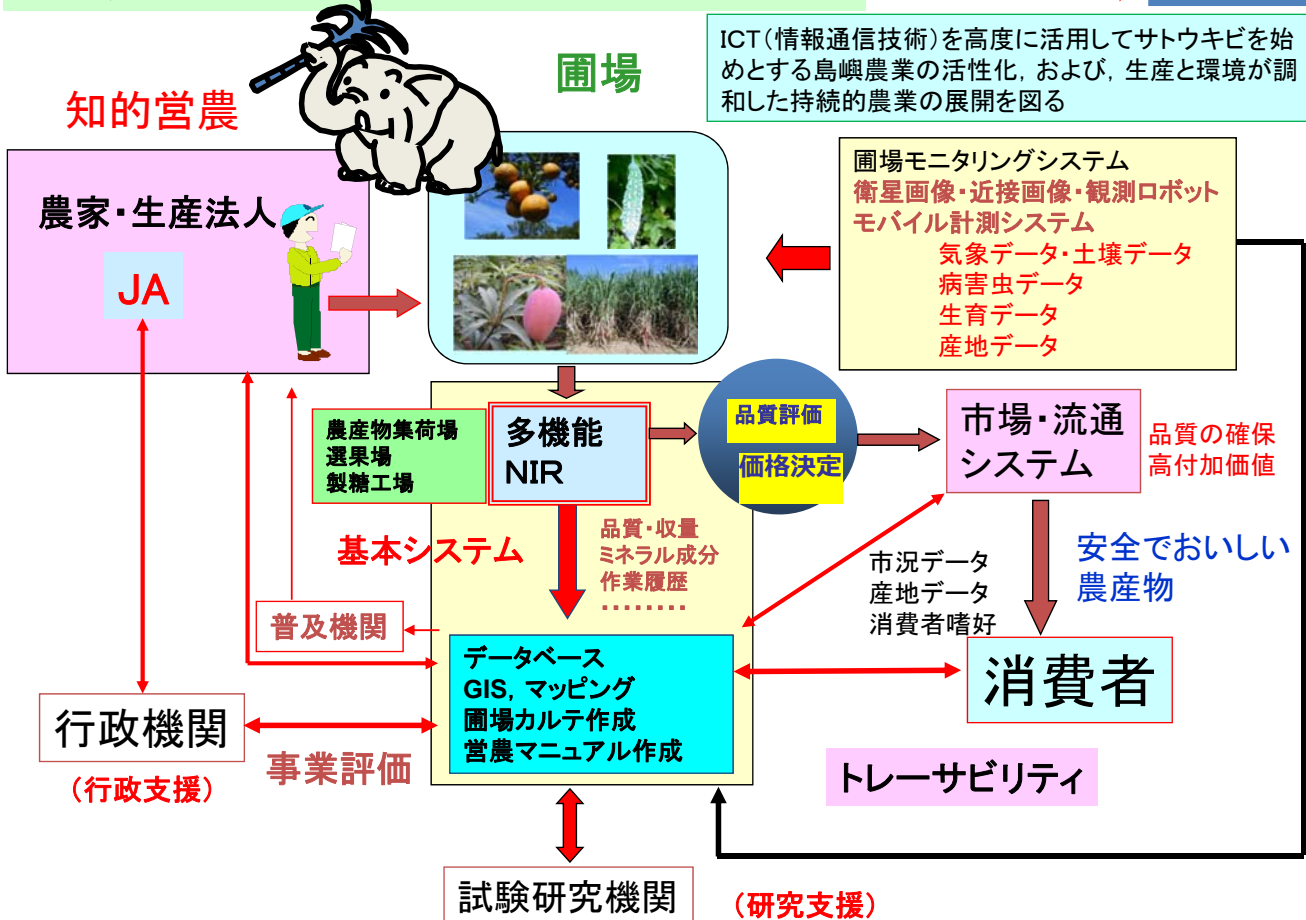 ICT（情報通信技術）を高度に活用してサトウキビを始
めとする島嶼農業の活性化，および，生産と環境が調
和した持続的農業の展開を図る
圃場
知的営農
農家・生産法人
JA
圃場モニタリングシステム
衛星画像・近接画像・観測ロボット
モバイル計測システム
気象データ・土壌データ
病害虫データ
生育データ
産地データ
農産物集荷場
選果場
製糖工場
多機能
NIR
品質評価
価格決定
市場・流通
システム
品質の確保
高付加価値
基本システム
品質・収量
ミネラル成分
作業履歴
………
市況データ
産地データ
消費者嗜好
安全でおいしい
農産物
普及機関
データベース
GIS，マッピング
圃場カルテ作成
営農マニュアル作成
消費者
行政機関
（行政支援）
事業評価
トレーサビリティ
試験研究機関
（研究支援）